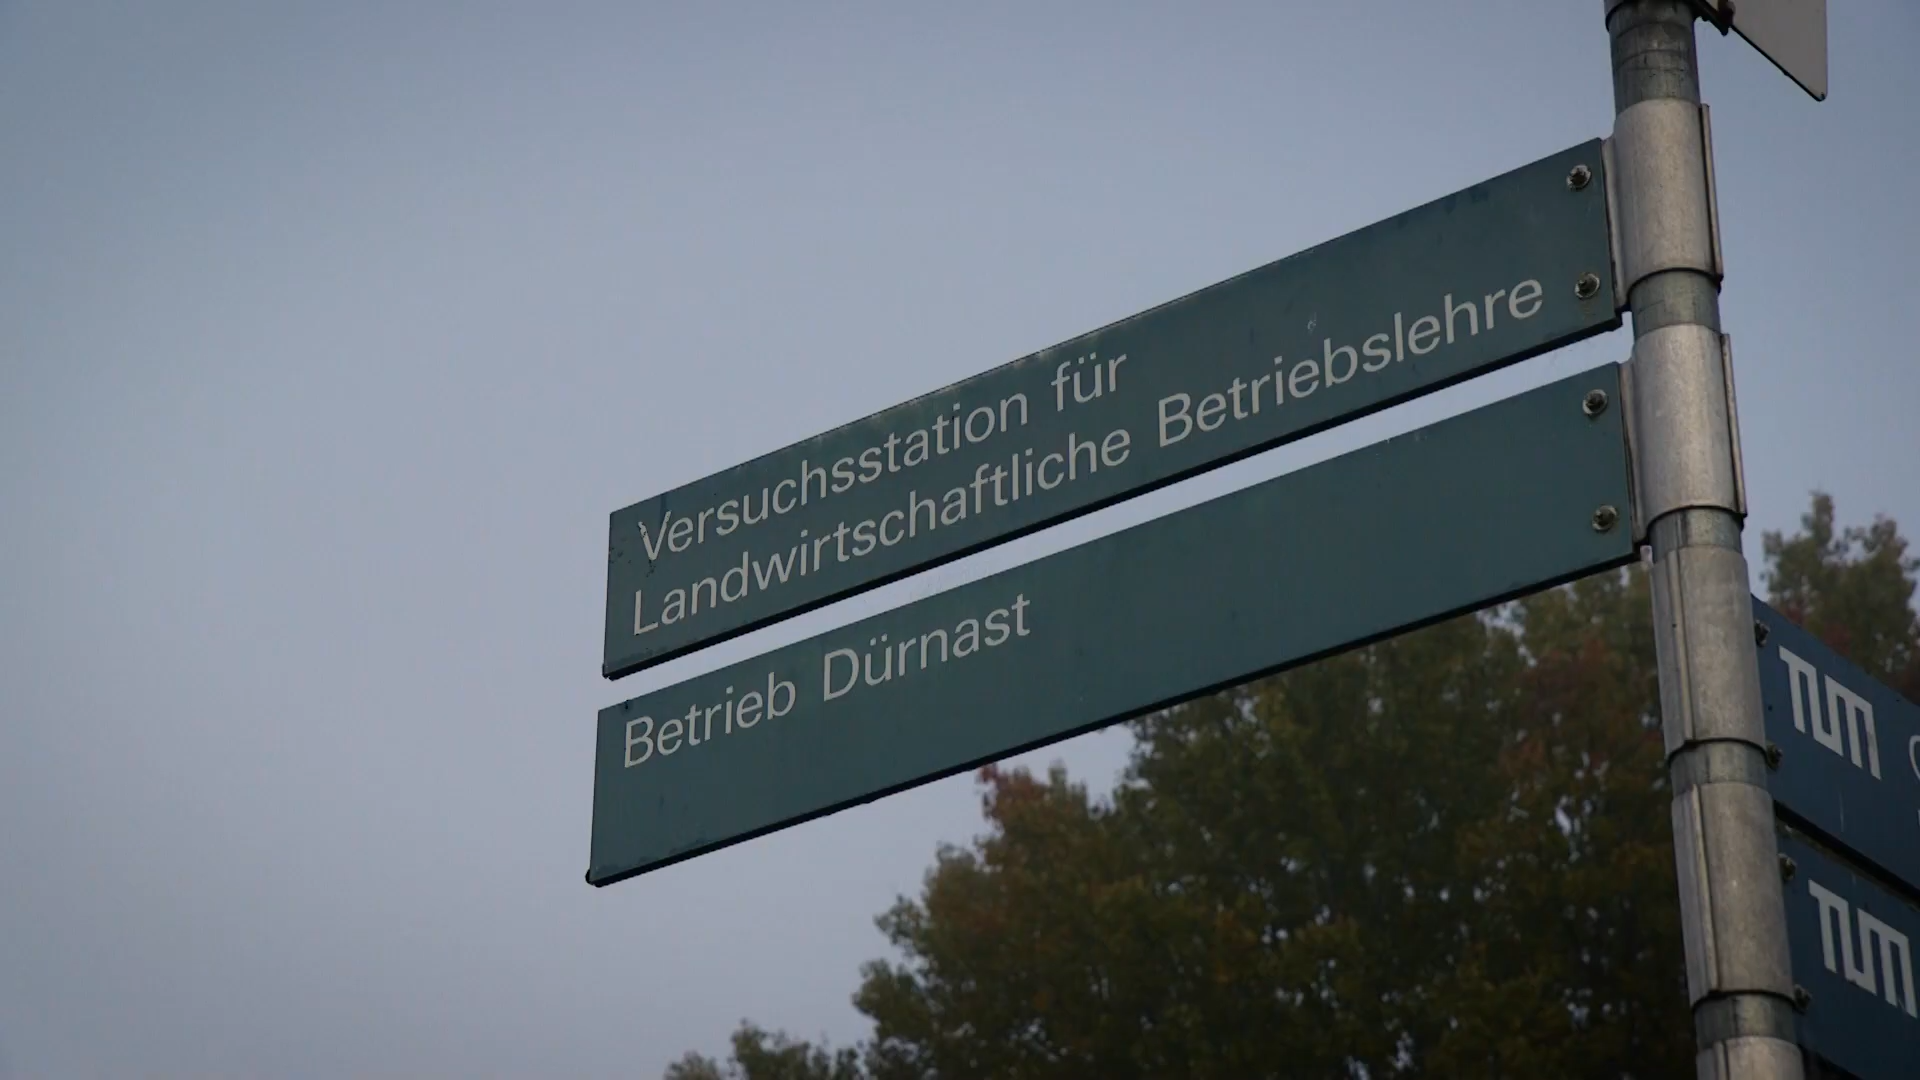 Versuchsstation für
Landwirtschaftliche Betriebslehre
Betrieb Dürnast
TUM
TUM